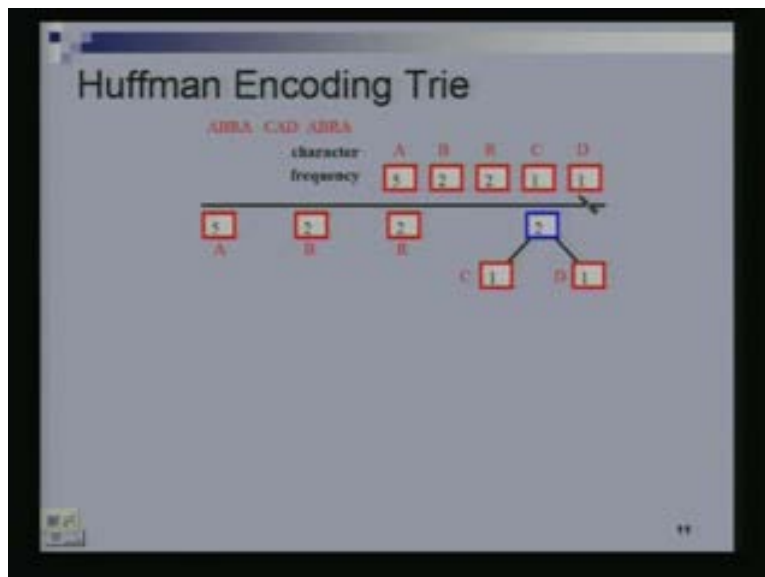 Huffman Encoding Trie
ABRA CAD ABRA
character A B R C D
frequency 5 2 2 1 1
5 2 2 2
A B R
C 1 D 1